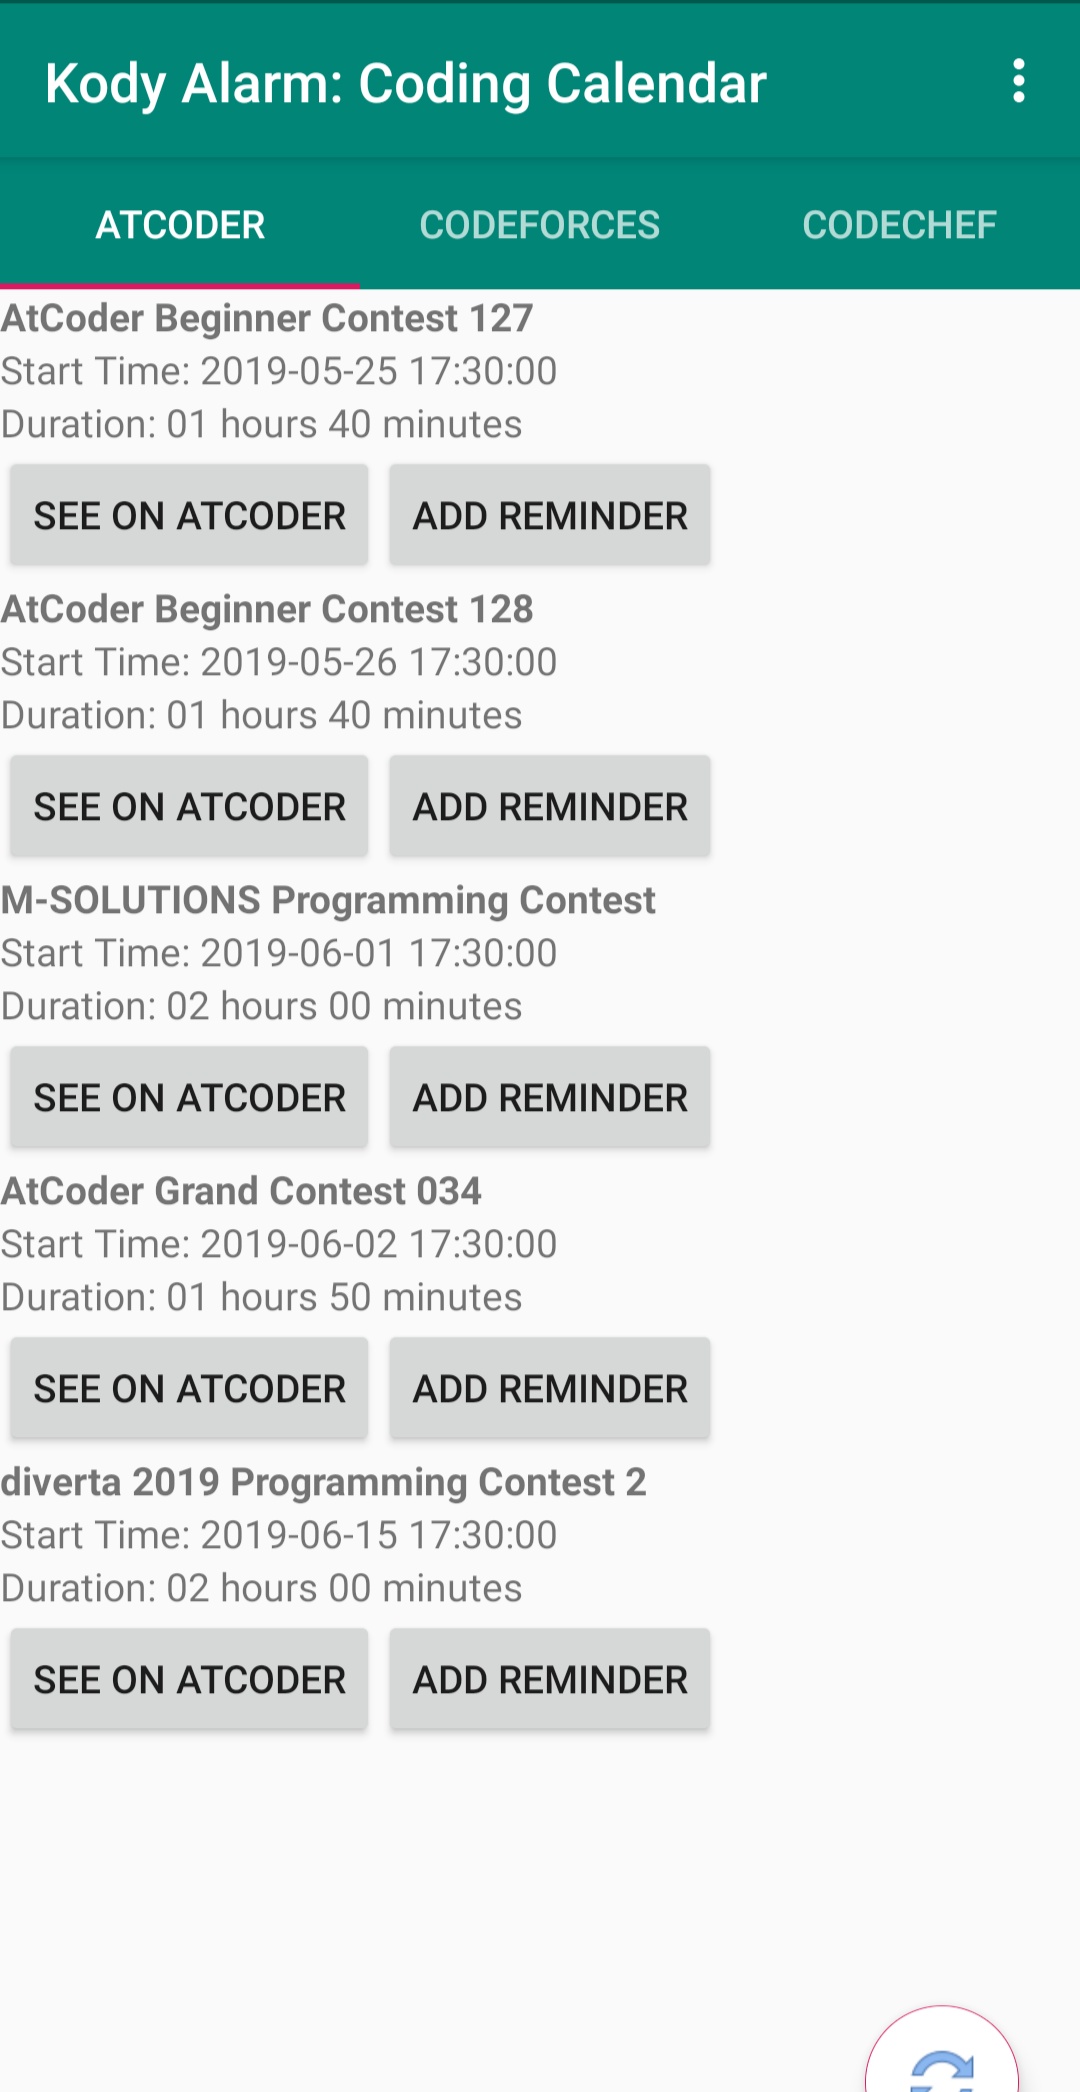 Kody Alarm: Coding Calendar
ATCODER CODEFORCES CODECHEF
AtCoder Beginner Contest 127
Start Time: 2019-05-25 17:30:00
Duration: 01 hours 40 minutes
SEE ON ATCODER ADD REMINDER
AtCoder Beginner Contest 128
Start Time: 2019-05-26 17:30:00
Duration: 01 hours 40 minutes
SEE ON ATCODER ADD REMINDER
M-SOLUTIONS Programming Contest
Start Time: 2019-06-01 17:30:00
Duration: 02 hours 00 minutes
SEE ON ATCODER ADD REMINDER
AtCoder Grand Contest 034
Start Time: 2019-06-02 17:30:00
Duration: 01 hours 50 minutes
SEE ON ATCODER ADD REMINDER
diverta 2019 Programming Contest 2
Start Time: 2019-06-15 17:30:00
Duration: 02 hours 00 minutes
SEE ON ATCODER ADD REMINDER